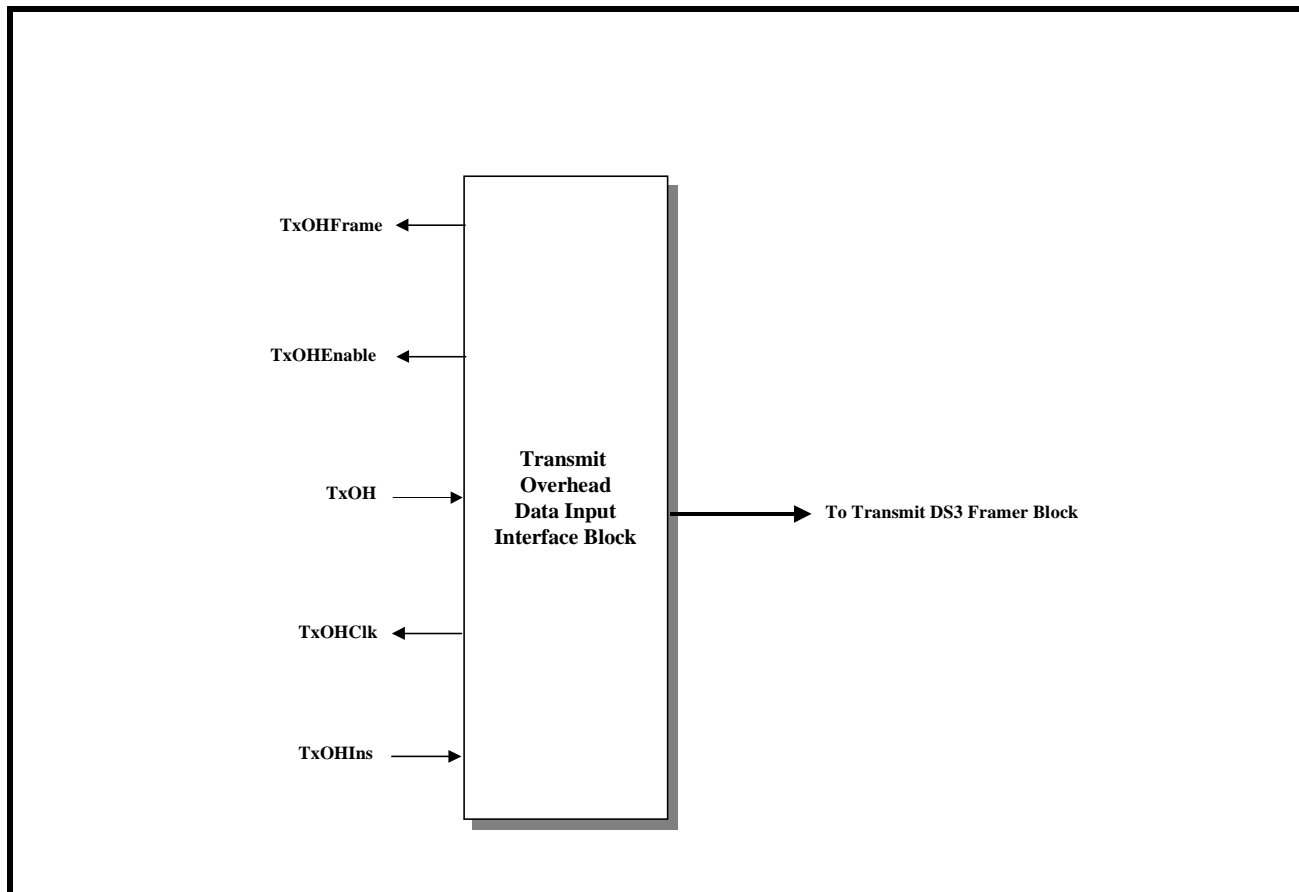 TxOHFrame
TxOHEnable
TxOH
TxOHClk
TxOHIns
Transmit
Overhead
Data Input
Interface Block
To Transmit DS3 Framer Block